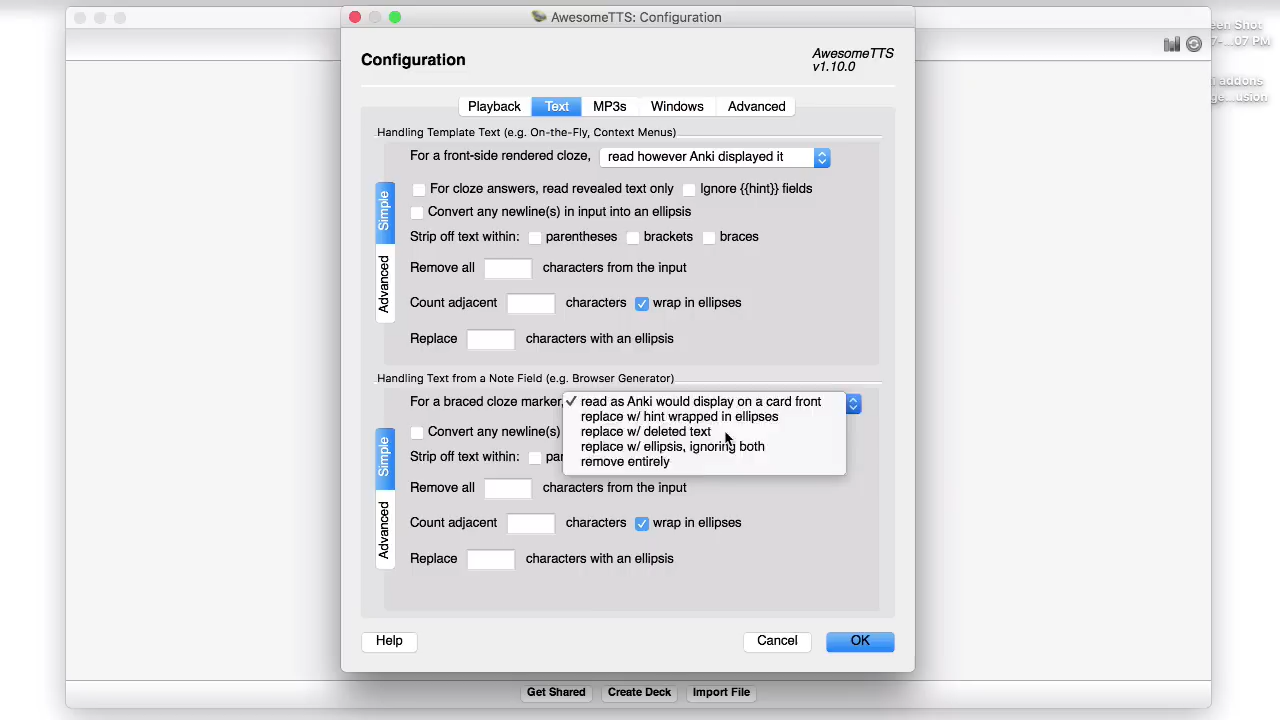 AwesomeTTS: Configuration
Configuration
AwesomeTTS
v1.10.0
Playback Text MP3s Windows Advanced
Handling Template Text (e.g. On-the-Fly, Context Menus)
For a front-side rendered cloze, read however Anki displayed it
For cloze answers, read revealed text only Ignore {{hint}} fields
Convert any newline(s) in input into an ellipsis
Strip off text within: parentheses brackets braces
Remove all characters from the input
Count adjacent characters wrap in ellipses
Replace characters with an ellipsis
Simple
Advanced
Handling Text from a Note Field (e.g. Browser Generator)
For a braced cloze marker, read as Anki would display on a card front
replace w/ hint wrapped in ellipses
replace w/ deleted text
replace w/ ellipsis, ignoring both
remove entirely
Convert any newline(s)
Strip off text within:
Remove all characters from the input
Count adjacent characters wrap in ellipses
Replace characters with an ellipsis
Simple
Advanced
Help Cancel OK
Get Shared Create Deck Import File
Shot
7-...07 PM
addons